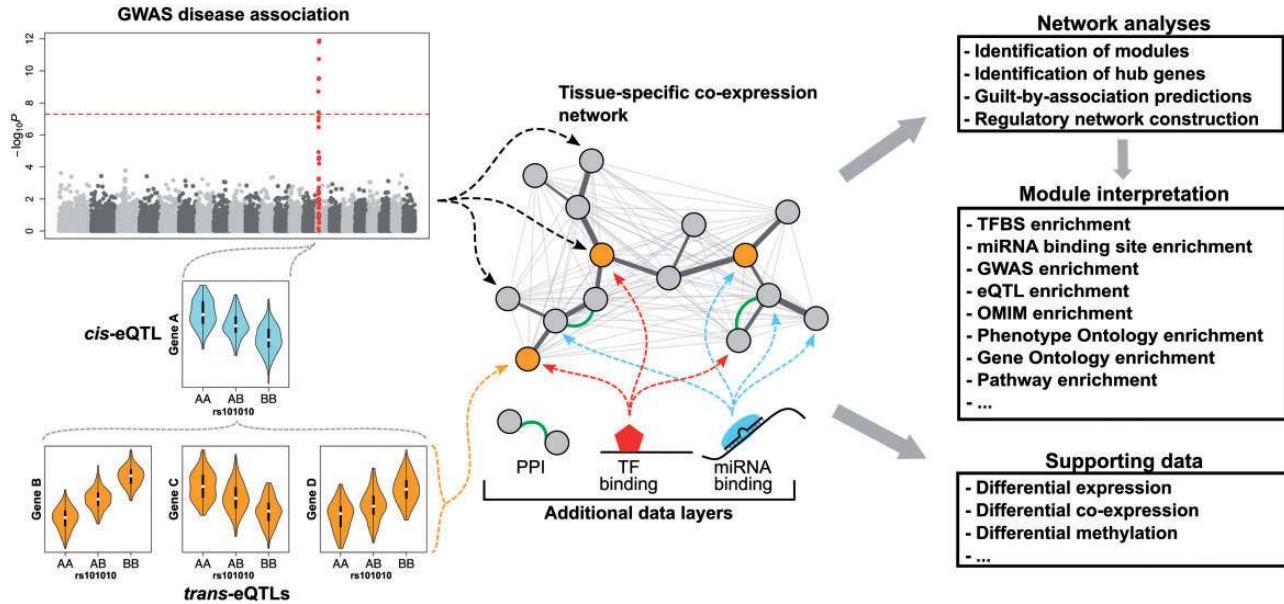 GWAS disease association
12
10
8
6
4
2
0
− log10P
cis-eQTL
Gene A
AA AB BB
rs101010
Gene B
AA AB BB
rs101010
Gene C
AA AB BB
rs101010
Gene D
AA AB BB
rs101010
trans-eQTLs
Tissue-specific co-expression
network
PPI
TF
binding
miRNA
binding
Additional data layers
Network analyses
- Identification of modules
- Identification of hub genes
- Guilt-by-association predictions
- Regulatory network construction
Module interpretation
- TFBS enrichment
- miRNA binding site enrichment
- GWAS enrichment
- eQTL enrichment
- OMIM enrichment
- Phenotype Ontology enrichment
- Gene Ontology enrichment
- Pathway enrichment
- ...
Supporting data
- Differential expression
- Differential co-expression
- Differential methylation
- ...